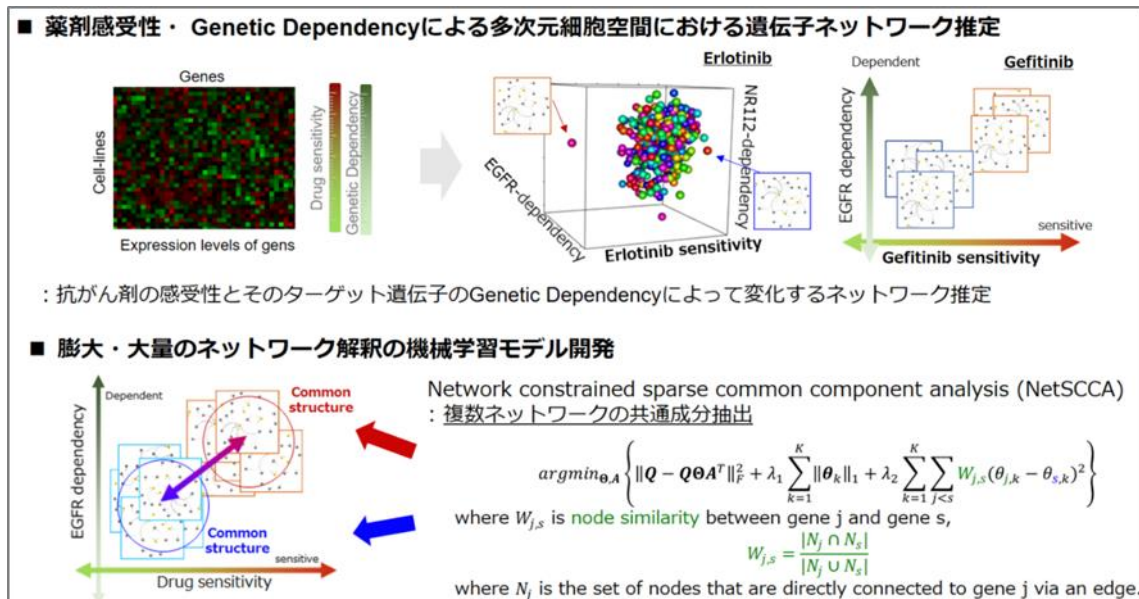 ■ 薬剤感受性・ Genetic Dependencyによる多次元細胞空間における遺伝子ネットワーク推定
Genes
Cell-lines
Expression levels of gens
Drug sensitivity
Genetic Dependency
Erlotinib
EGFR-dependency
NR1I2-dependency
Erlotinib sensitivity
Gefitinib
Dependent
EGFR dependency
sensitive
Gefitinib sensitivity
: 抗がん剤の感受性とそのターゲット遺伝子のGenetic Dependencyによって変化するネットワーク推定
■ 膨大・大量のネットワーク解釈の機械学習モデル開発
Dependent
EGFR dependency
Common
structure
Common
structure
sensitive
Drug sensitivity
Network constrained sparse common component analysis (NetSCCA)
: 複数ネットワークの共通成分抽出
argmin_{Θ,A} { ‖Q − QΘA^T‖_F^2 + λ_1 ∑_{k=1}^{K} ‖θ_k‖_1 + λ_2 ∑_{k=1}^{K} ∑_{j<s} W_{j,s}(θ_{j,k} − θ_{s,k})^2 }
where W_{j,s} is node similarity between gene j and gene s,
W_{j,s} = |N_j ∩ N_s| / |N_j ∪ N_s|
where N_j is the set of nodes that are directly connected to gene j via an edge.